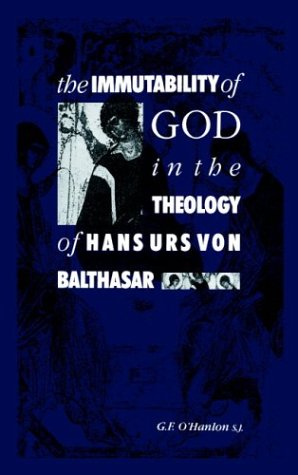 the IMMUTABILITY of
GOD
in the
THEOLOGY
of HANS URS VON
BALTHASAR
G.F. O'Hanlon S.J.